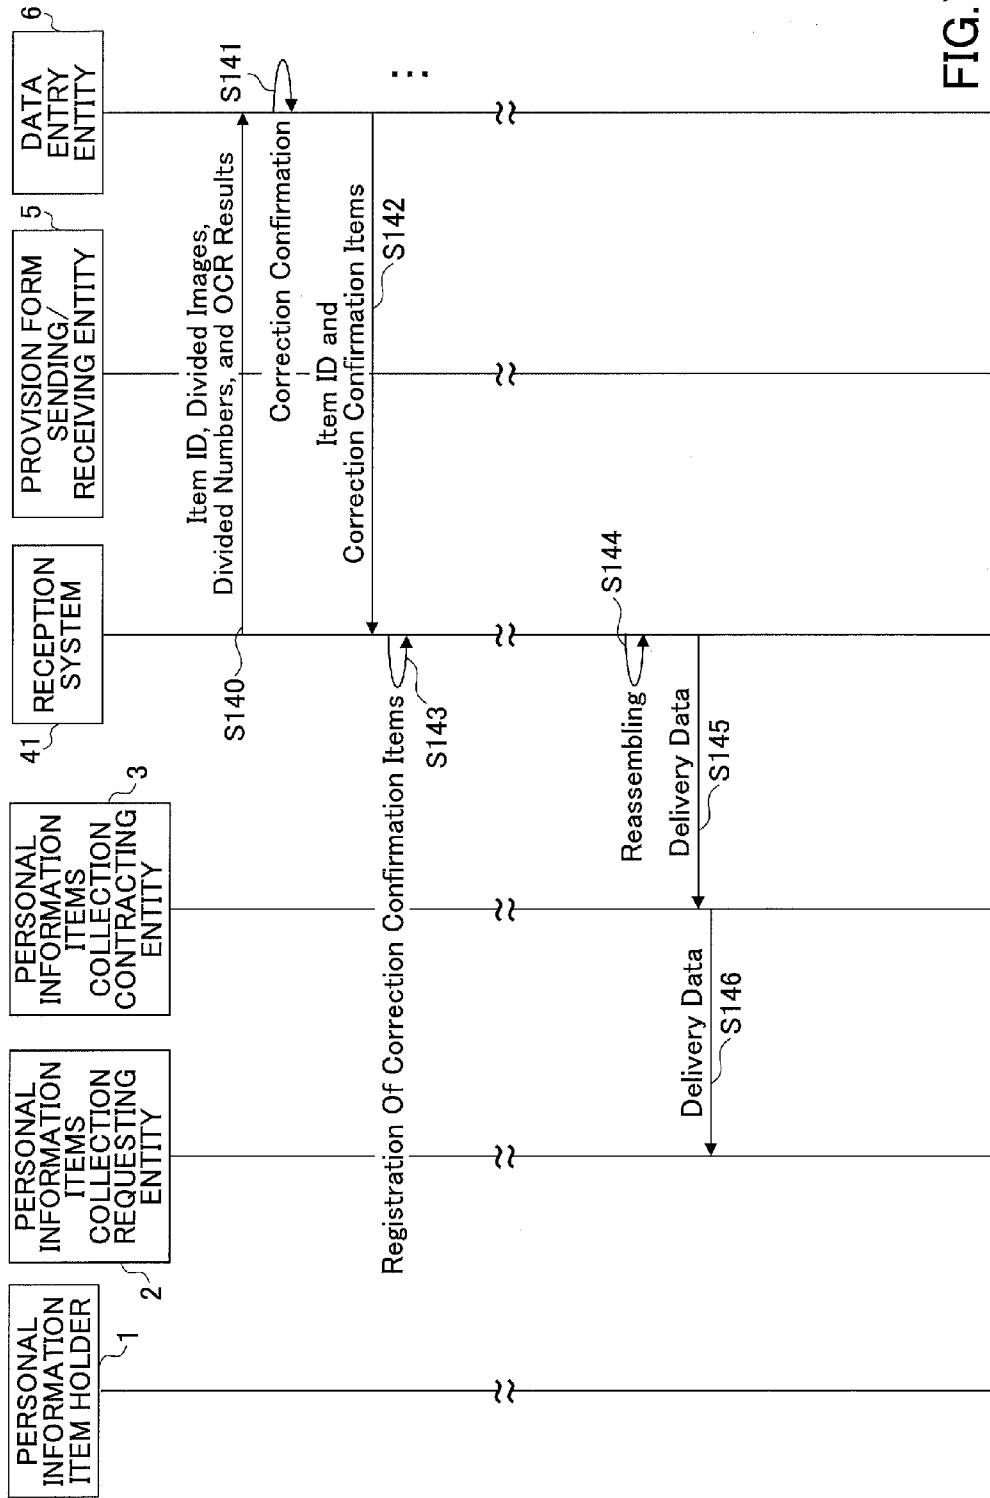 PERSONAL
INFORMATION
ITEM HOLDER
1
PERSONAL
INFORMATION
ITEMS
COLLECTION
REQUESTING
ENTITY
2
PERSONAL
INFORMATION
ITEMS
COLLECTION
CONTRACTING
ENTITY
3
RECEPTION
SYSTEM
41
PROVISION FORM
SENDING/
RECEIVING ENTITY
5
DATA
ENTRY
ENTITY
6
Item ID, Divided Images,
Divided Numbers, and OCR Results
S140
S141
Correction Confirmation
Item ID and
Correction Confirmation Items
S142
Registration Of Correction Confirmation Items
S143
...
Reassembling
S144
Delivery Data
S145
Delivery Data
S146
FIG.